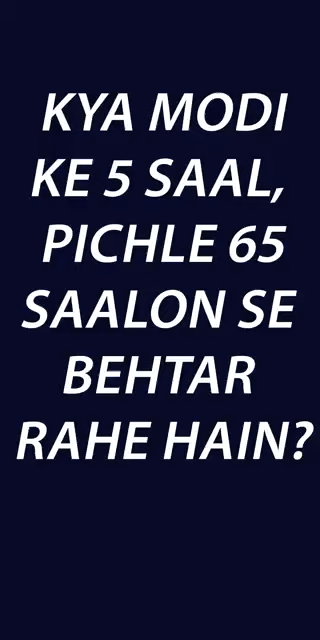 KYA MODI
KE 5 SAAL,
PICHLE 65
SAALON SE
BEHTAR
RAHE HAIN?